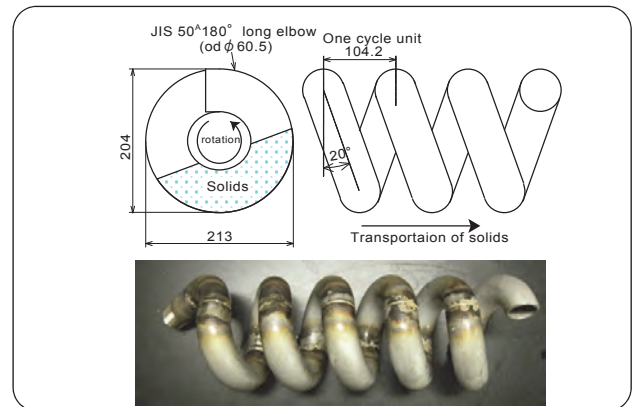 JIS 50ᴬ180° long elbow
(od ϕ 60.5)
One cycle unit
104.2
204
rotation
20°
Solids
213
Transportaion of solids